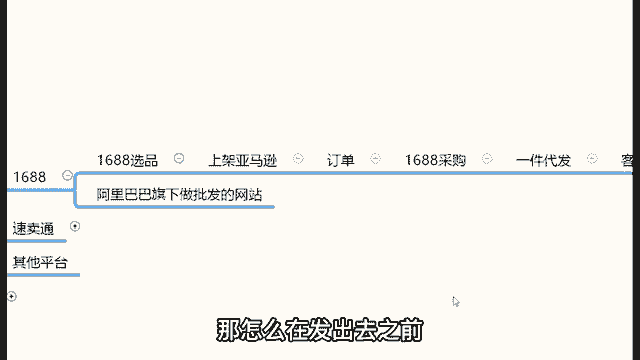 1688选品 上架亚马逊 订单 1688采购 一件代发 客
1688
阿里巴巴旗下做批发的网站
速卖通
其他平台
那怎么在发出去之前